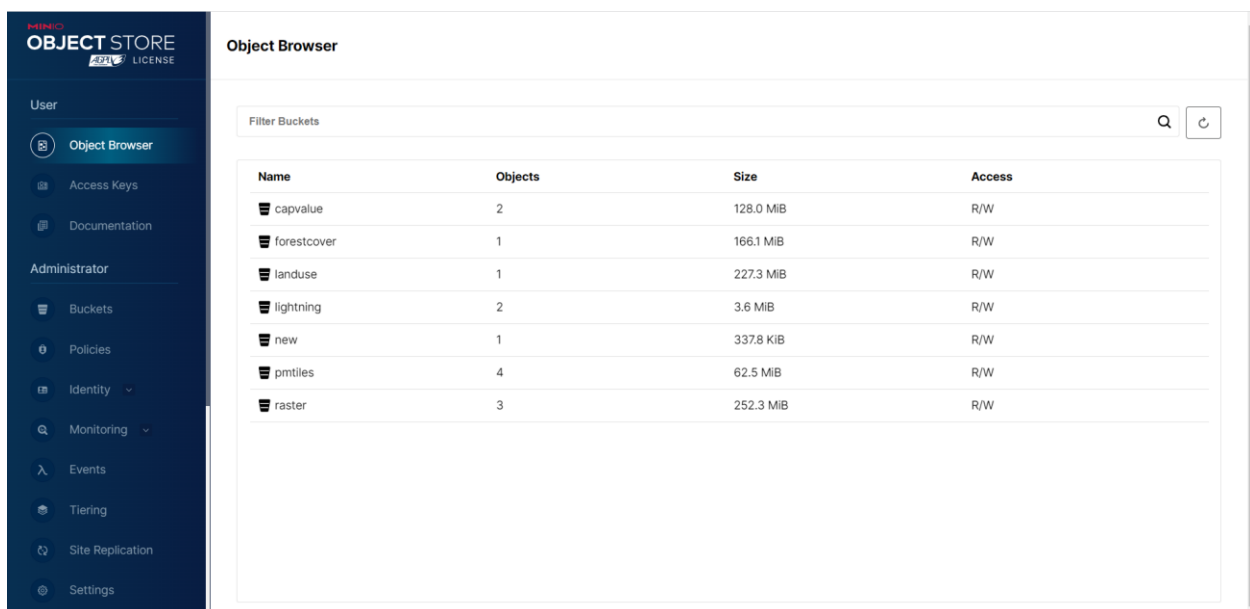 MINIO
OBJECT STORE
AGPLv3 LICENSE
User
Object Browser
Access Keys
Documentation
Administrator
Buckets
Policies
Identity
Monitoring
Events
Tiering
Site Replication
Settings
Object Browser
Filter Buckets
Name Objects Size Access
capvalue 2 128.0 MiB R/W
forestcover 1 166.1 MiB R/W
landuse 1 227.3 MiB R/W
lightning 2 3.6 MiB R/W
new 1 337.8 KiB R/W
pmtiles 4 62.5 MiB R/W
raster 3 252.3 MiB R/W